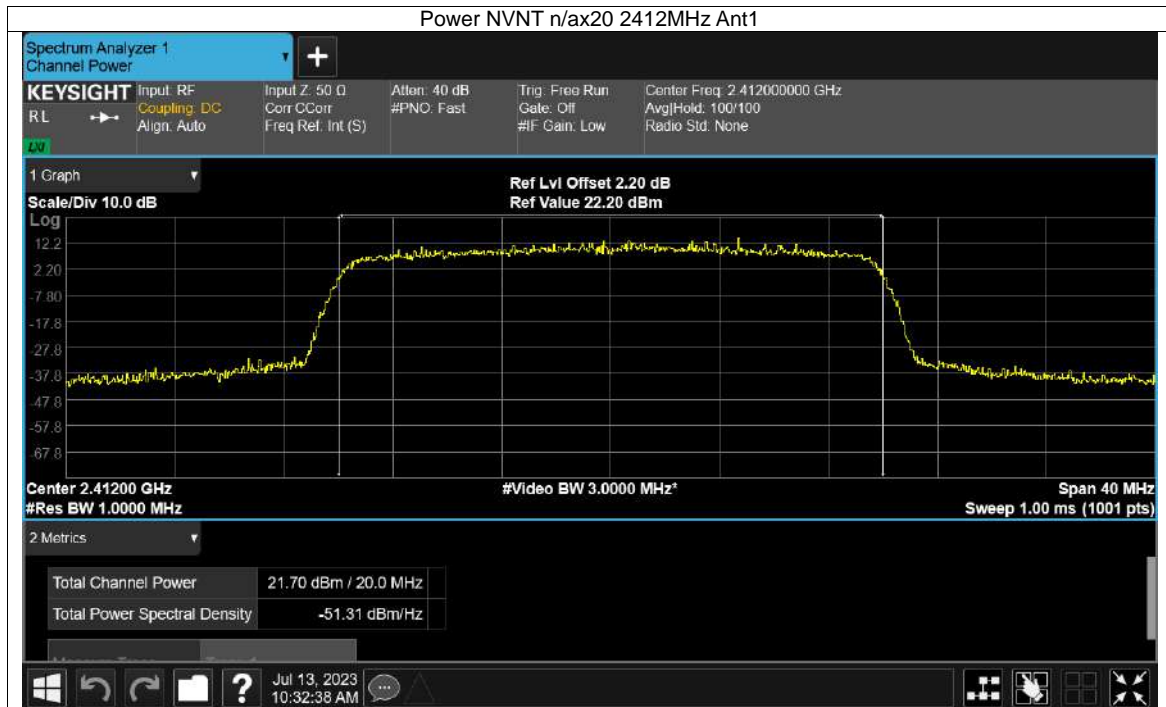 Power NVNT n/ax20 2412MHz Ant1
Spectrum Analyzer 1
Channel Power
+
KEYSIGHT
RL
LXI
Input: RF
Coupling: DC
Align: Auto
Input Z: 50 Ω
Corr CCorr
Freq Ref: Int (S)
Atten: 40 dB
#PNO: Fast
Trig: Free Run
Gate: Off
#IF Gain: Low
Center Freq: 2.412000000 GHz
Avg|Hold: 100/100
Radio Std: None
1 Graph
Scale/Div 10.0 dB
Ref Lvl Offset 2.20 dB
Ref Value 22.20 dBm
Log
12.2
2.20
-7.80
-17.8
-27.8
-37.8
-47.8
-57.8
-67.8
Center 2.41200 GHz
#Res BW 1.0000 MHz
#Video BW 3.0000 MHz*
Span 40 MHz
Sweep 1.00 ms (1001 pts)
2 Metrics
Total Channel Power 21.70 dBm / 20.0 MHz
Total Power Spectral Density -51.31 dBm/Hz
?
Jul 13, 2023
10:32:38 AM